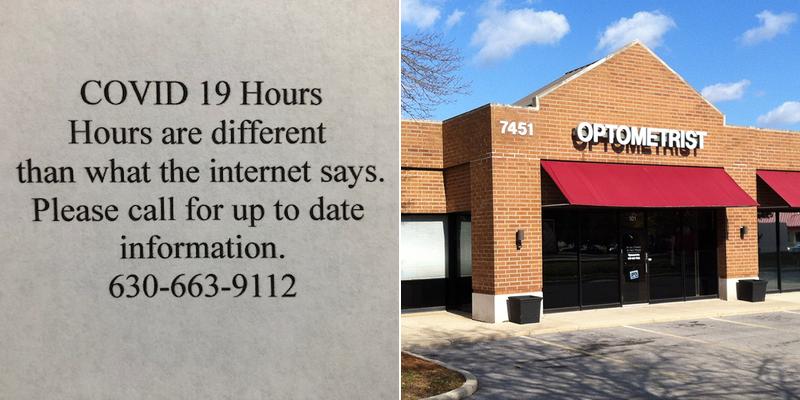 COVID 19 Hours
Hours are different
than what the internet says.
Please call for up to date
information.
630-663-9112
7451
OPTOMETRIST
101